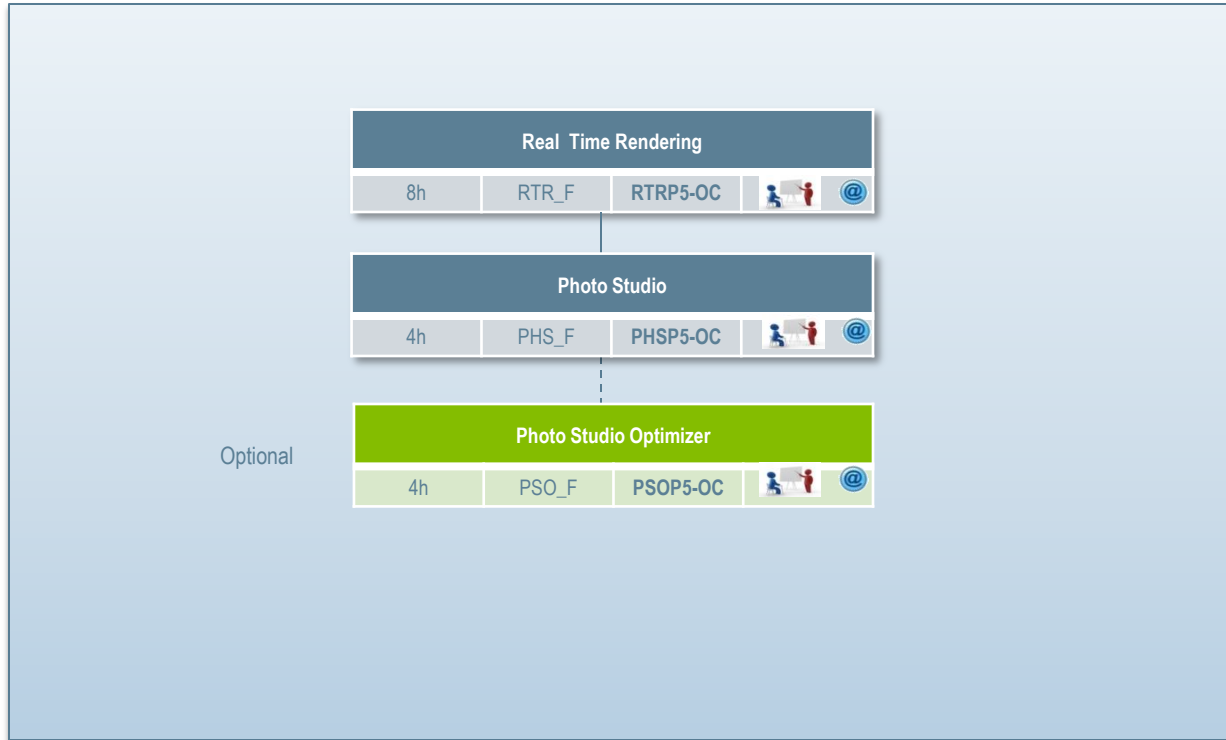 Real Time Rendering
8h RTR_F RTRP5-OC @
Photo Studio
4h PHS_F PHSP5-OC @
Optional
Photo Studio Optimizer
4h PSO_F PSOP5-OC @